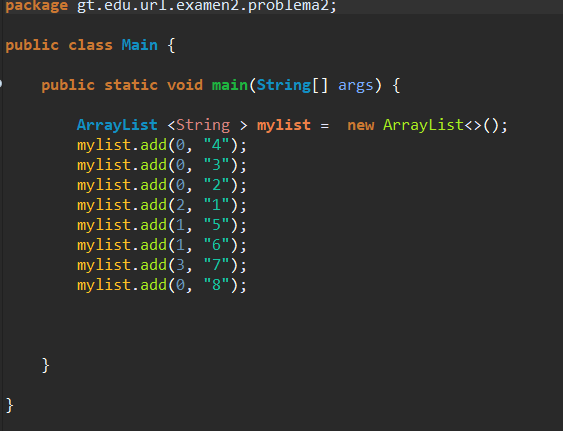 package gt.edu.url.examen2.problema2;
public class Main {
public static void main(String[] args) {
ArrayList <String > mylist =  new ArrayList<>();
mylist.add(0, "4");
mylist.add(0, "3");
mylist.add(0, "2");
mylist.add(2, "1");
mylist.add(1, "5");
mylist.add(1, "6");
mylist.add(3, "7");
mylist.add(0, "8");
}
}